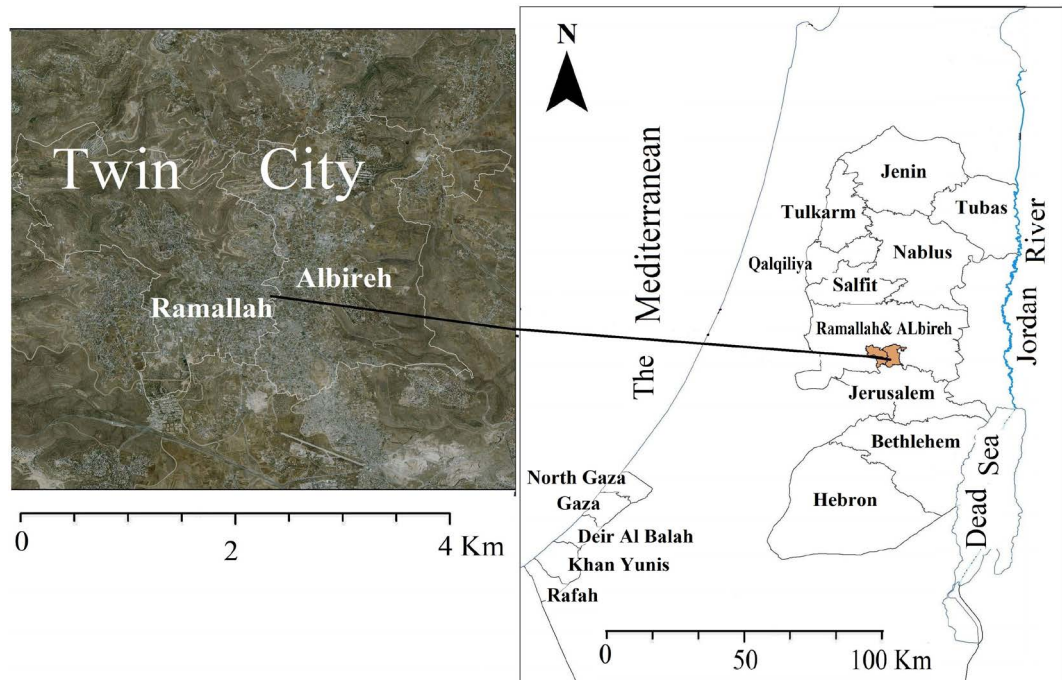 Twin City
Albireh
Ramallah
0 2 4 Km
N
The Mediterranean
Jordan River
Dead Sea
Jenin
Tubas
Tulkarm
Nablus
Qalqiliya
Salfit
Ramallah& ALbireh
Jerusalem
Bethlehem
Hebron
North Gaza
Gaza
Deir Al Balah
Khan Yunis
Rafah
0 50 100 Km